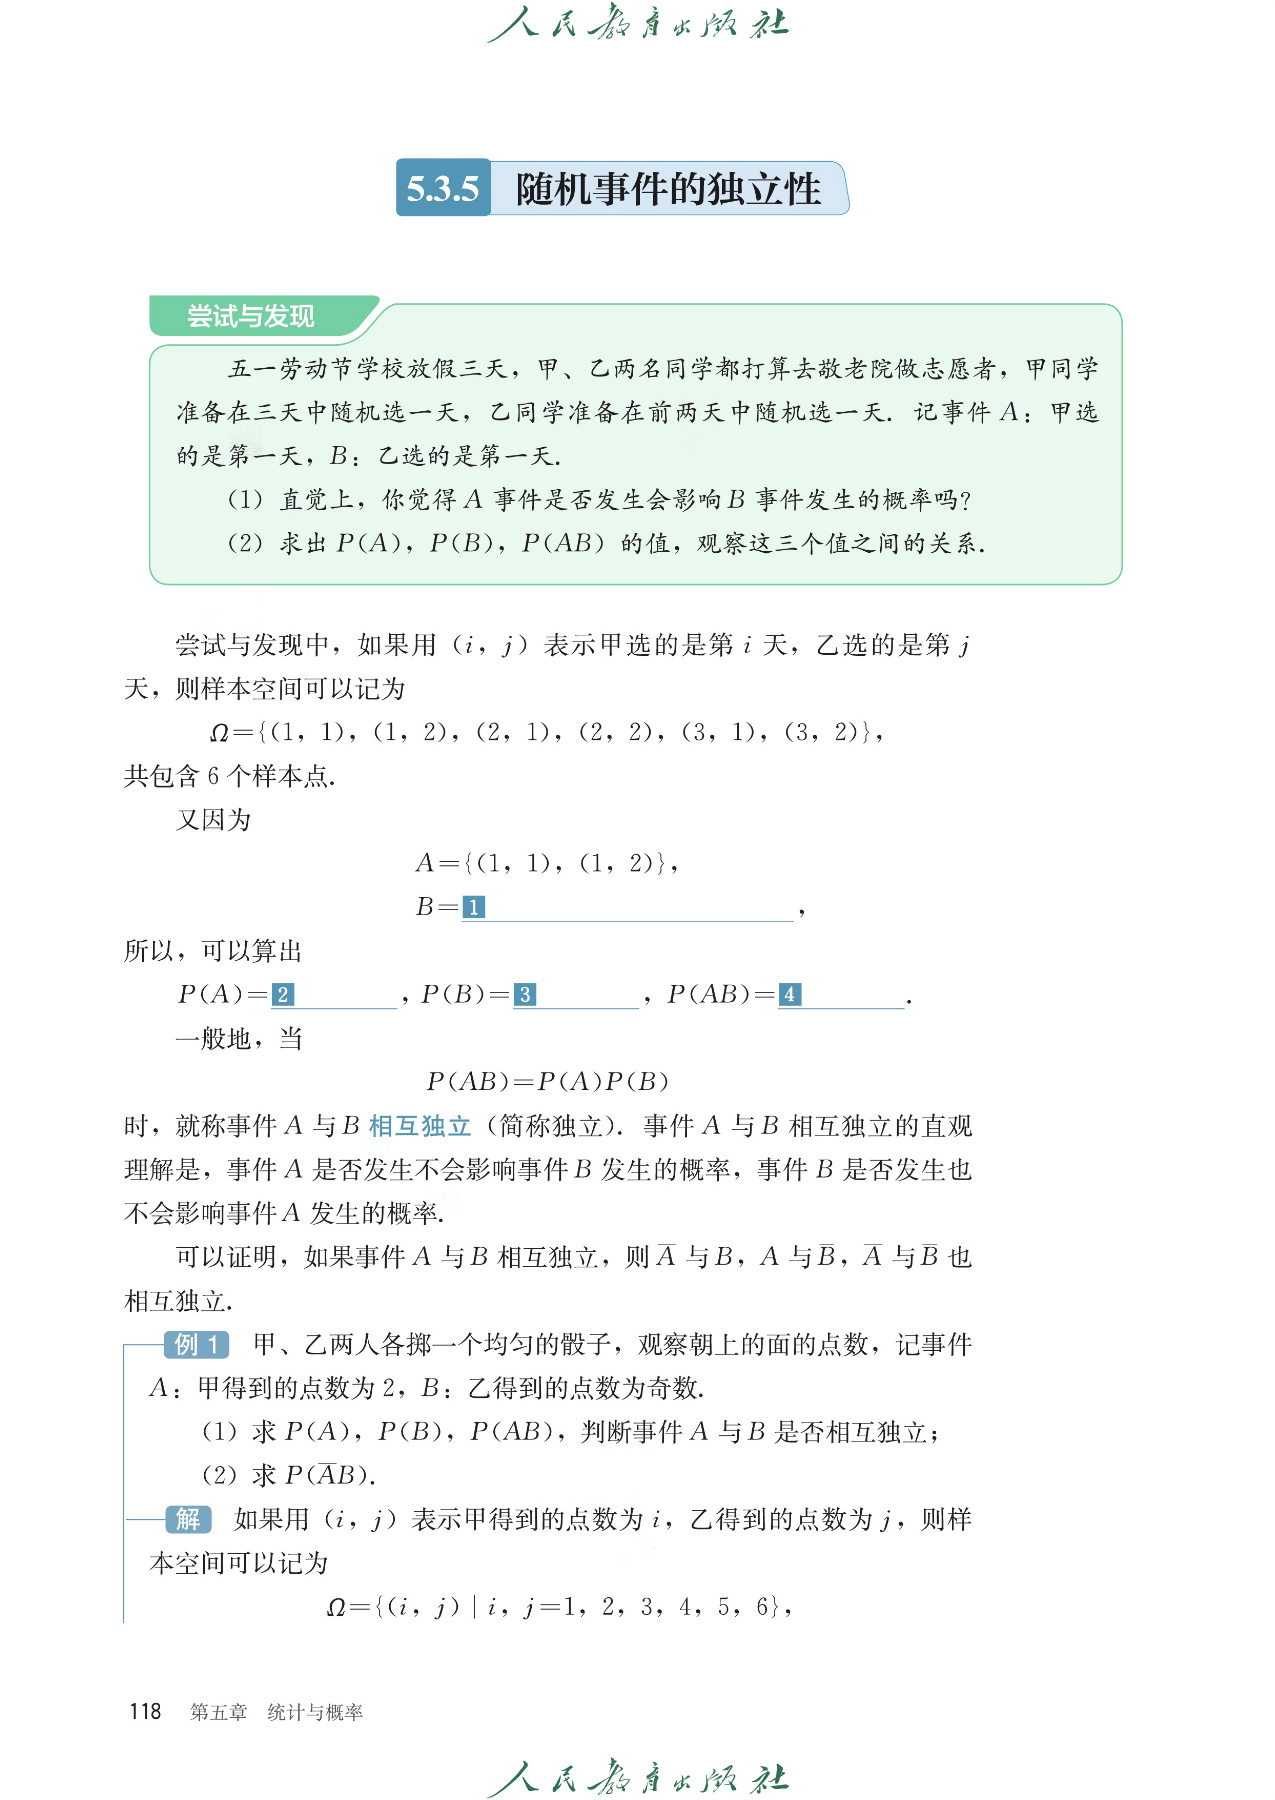 人民教育出版社
5.3.5 随机事件的独立性
尝试与发现
五一劳动节学校放假三天，甲、乙两名同学都打算去敬老院做志愿者，甲同学
准备在三天中随机选一天，乙同学准备在前两天中随机选一天．记事件 A：甲选
的是第一天，B：乙选的是第一天．
（1）直觉上，你觉得 A 事件是否发生会影响 B 事件发生的概率吗？
（2）求出 P(A)，P(B)，P(AB) 的值，观察这三个值之间的关系．
尝试与发现中，如果用（i，j）表示甲选的是第 i 天，乙选的是第 j
天，则样本空间可以记为
Ω={(1，1)，(1，2)，(2，1)，(2，2)，(3，1)，(3，2)}，
共包含 6 个样本点．
又因为
A={(1，1)，(1，2)}，
B=1 ，
所以，可以算出
P(A)=2 ，P(B)=3 ，P(AB)=4 ．
一般地，当
P(AB)=P(A)P(B)
时，就称事件 A 与 B 相互独立（简称独立）．事件 A 与 B 相互独立的直观
理解是，事件 A 是否发生不会影响事件 B 发生的概率，事件 B 是否发生也
不会影响事件 A 发生的概率．
可以证明，如果事件 A 与 B 相互独立，则 A̅ 与 B，A 与 B̅，A̅ 与 B̅ 也
相互独立．
例 1 甲、乙两人各掷一个均匀的骰子，观察朝上的面的点数，记事件
A：甲得到的点数为 2，B：乙得到的点数为奇数．
（1）求 P(A)，P(B)，P(AB)，判断事件 A 与 B 是否相互独立；
（2）求 P(A̅B)．
解 如果用（i，j）表示甲得到的点数为 i，乙得到的点数为 j，则样
本空间可以记为
Ω={(i，j)｜i，j=1，2，3，4，5，6}，
118 第五章 统计与概率
人民教育出版社